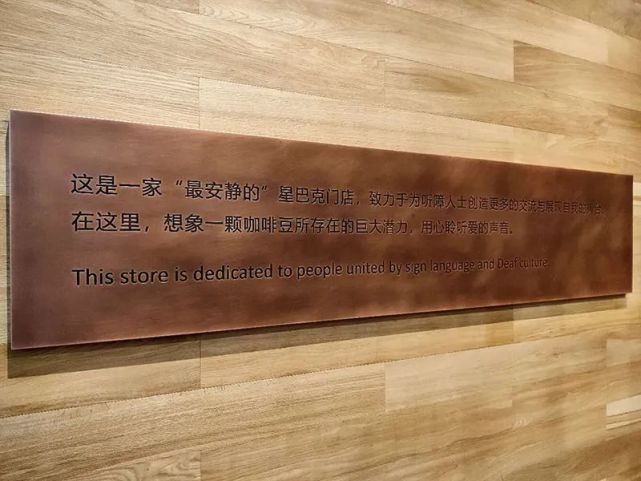 这是一家“最安静的”星巴克门店，致力于为听障人士创造更多的交流与展现自我的平台。
在这里，想象一颗咖啡豆所存在的巨大潜力，用心聆听爱的声音。
This store is dedicated to people united by sign language and Deaf culture.